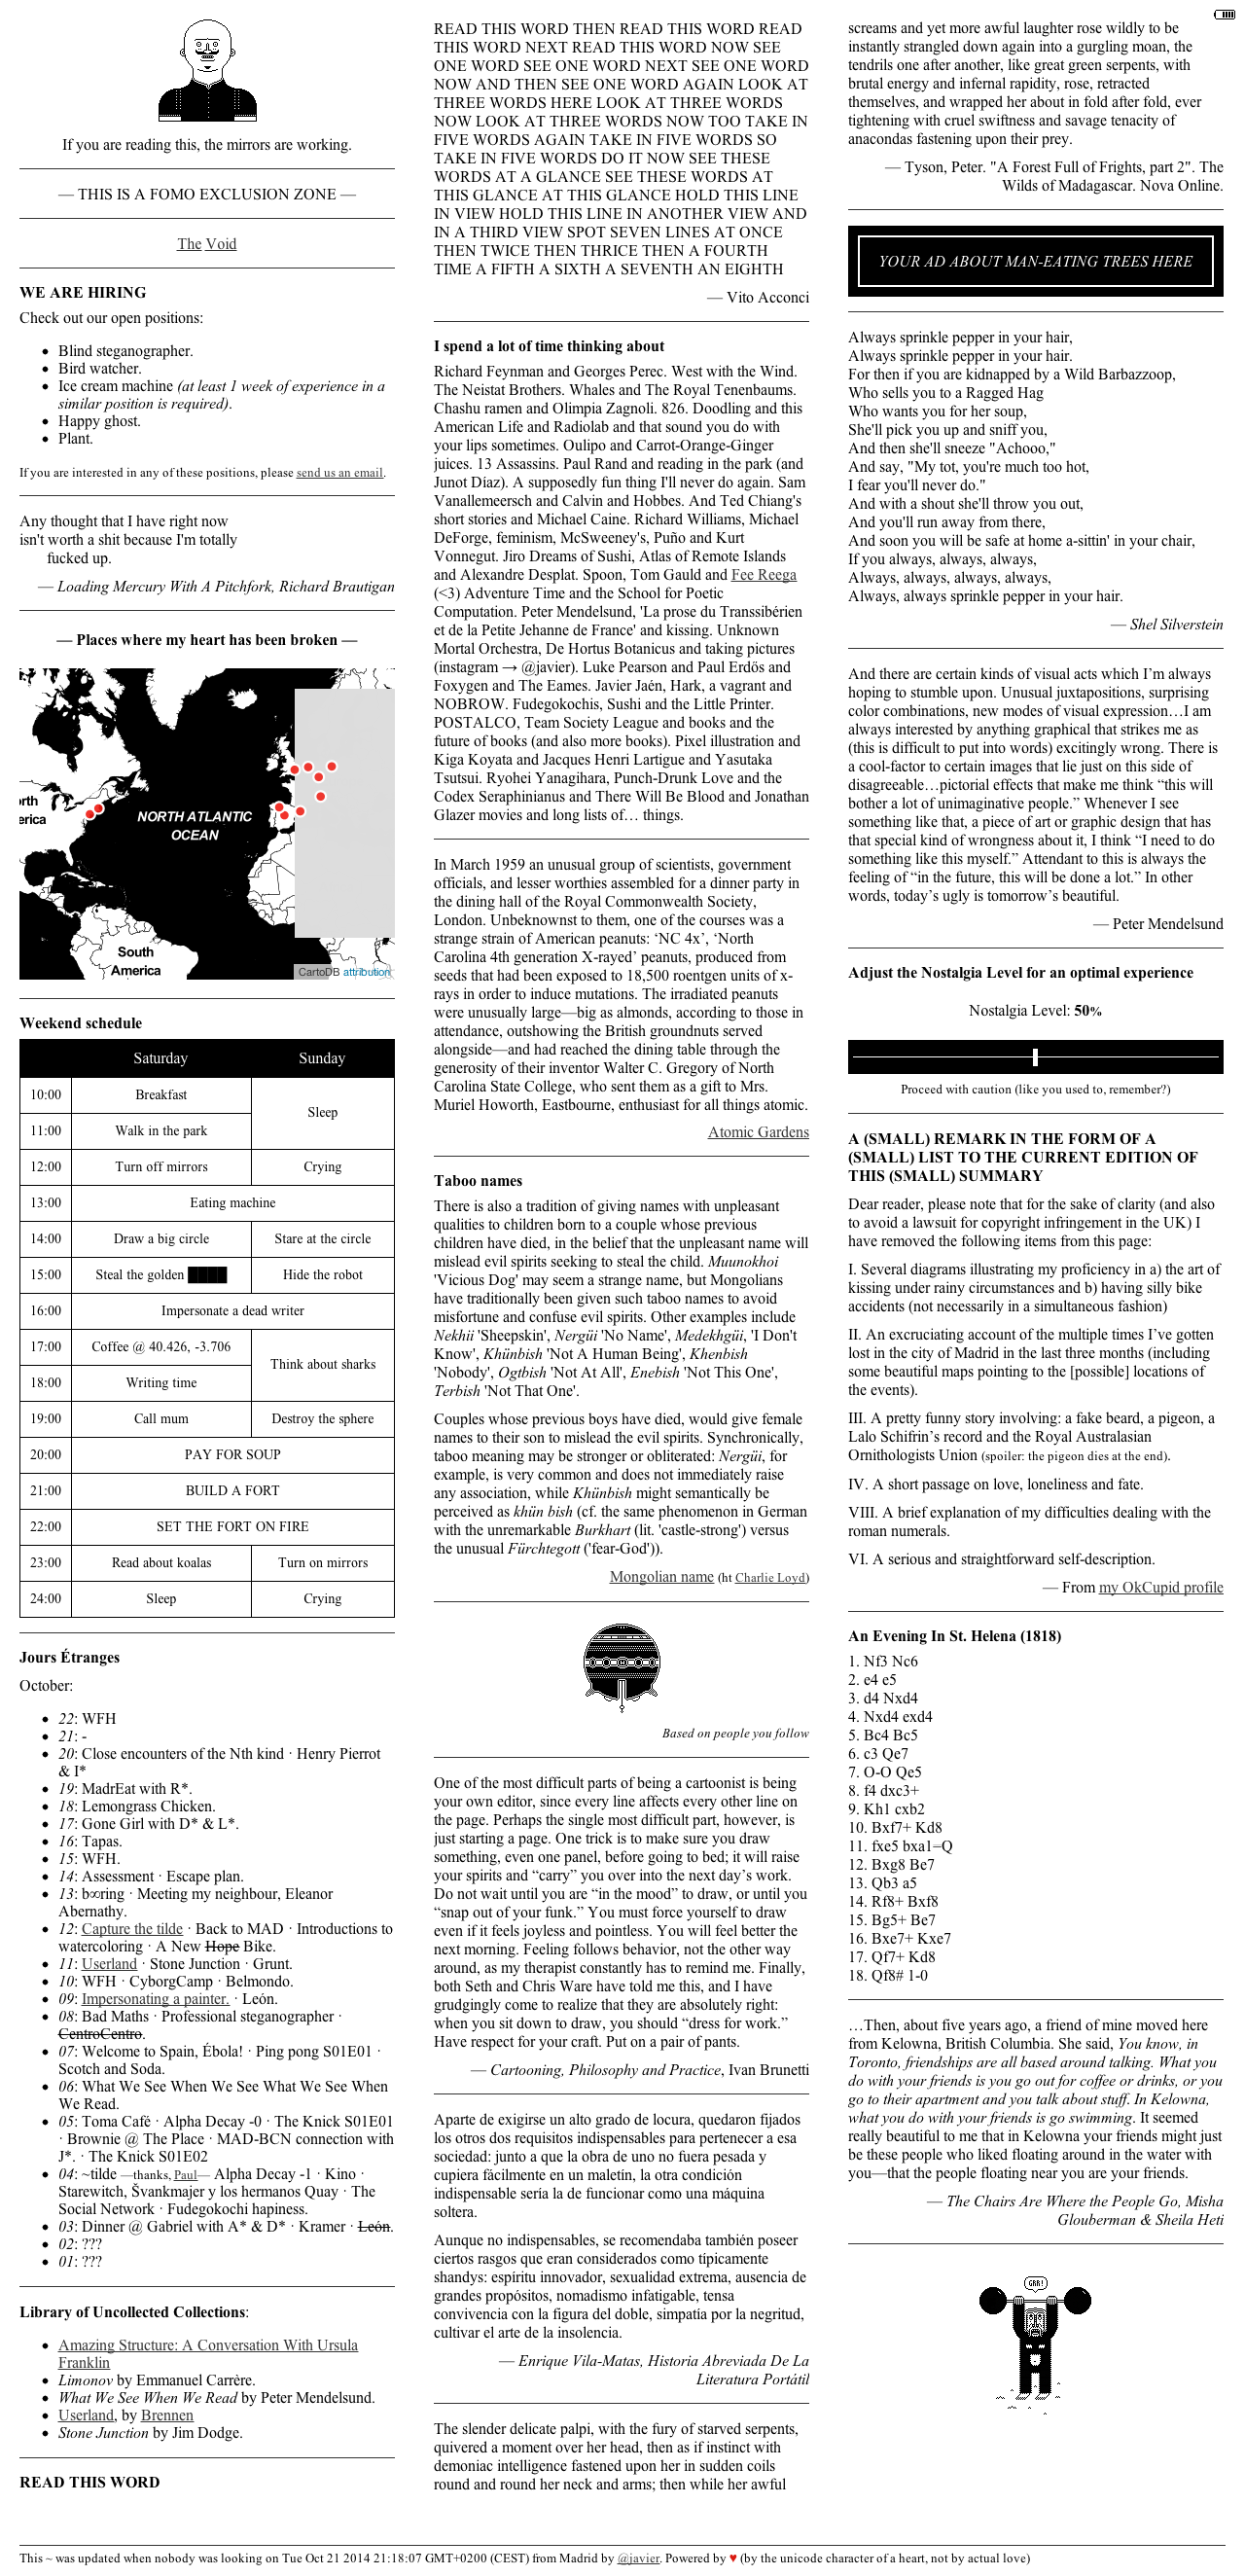 If you are reading this, the mirrors are working.
— THIS IS A FOMO EXCLUSION ZONE —
The Void
WE ARE HIRING
Check out our open positions:
• Blind steganographer.
• Bird watcher.
• Ice cream machine (at least 1 week of experience in a
similar position is required).
• Happy ghost.
• Plant.
If you are interested in any of these positions, please send us an email.
Any thought that I have right now
isn't worth a shit because I'm totally
fucked up.
— Loading Mercury With A Pitchfork, Richard Brautigan
— Places where my heart has been broken —
orth
erica
NORTH ATLANTIC
OCEAN
South
America
CartoDB attribution
Weekend schedule
Saturday Sunday
10:00 Breakfast Sleep
11:00 Walk in the park
12:00 Turn off mirrors Crying
13:00 Eating machine
14:00 Draw a big circle Stare at the circle
15:00 Steal the golden ████ Hide the robot
16:00 Impersonate a dead writer
17:00 Coffee @ 40.426, -3.706 Think about sharks
18:00 Writing time
19:00 Call mum Destroy the sphere
20:00 PAY FOR SOUP
21:00 BUILD A FORT
22:00 SET THE FORT ON FIRE
23:00 Read about koalas Turn on mirrors
24:00 Sleep Crying
Jours Étranges
October:
• 22: WFH
• 21: -
• 20: Close encounters of the Nth kind · Henry Pierrot
& I*
• 19: MadrEat with R*.
• 18: Lemongrass Chicken.
• 17: Gone Girl with D* & L*.
• 16: Tapas.
• 15: WFH.
• 14: Assessment · Escape plan.
• 13: b∞ring · Meeting my neighbour, Eleanor
Abernathy.
• 12: Capture the tilde · Back to MAD · Introductions to
watercoloring · A New Hope Bike.
• 11: Userland · Stone Junction · Grunt.
• 10: WFH · CyborgCamp · Belmondo.
• 09: Impersonating a painter. · León.
• 08: Bad Maths · Professional steganographer ·
CentroCentro.
• 07: Welcome to Spain, Ébola! · Ping pong S01E01 ·
Scotch and Soda.
• 06: What We See When We See What We See When
We Read.
• 05: Toma Café · Alpha Decay -0 · The Knick S01E01
· Brownie @ The Place · MAD-BCN connection with
J*. · The Knick S01E02
• 04: ~tilde —thanks, Paul— Alpha Decay -1 · Kino ·
Starewitch, Švankmajer y los hermanos Quay · The
Social Network · Fudegokochi hapiness.
• 03: Dinner @ Gabriel with A* & D* · Kramer · León.
• 02: ???
• 01: ???
Library of Uncollected Collections:
• Amazing Structure: A Conversation With Ursula
Franklin
• Limonov by Emmanuel Carrère.
• What We See When We Read by Peter Mendelsund.
• Userland, by Brennen
• Stone Junction by Jim Dodge.
READ THIS WORD
READ THIS WORD THEN READ THIS WORD READ
THIS WORD NEXT READ THIS WORD NOW SEE
ONE WORD SEE ONE WORD NEXT SEE ONE WORD
NOW AND THEN SEE ONE WORD AGAIN LOOK AT
THREE WORDS HERE LOOK AT THREE WORDS
NOW LOOK AT THREE WORDS NOW TOO TAKE IN
FIVE WORDS AGAIN TAKE IN FIVE WORDS SO
TAKE IN FIVE WORDS DO IT NOW SEE THESE
WORDS AT A GLANCE SEE THESE WORDS AT
THIS GLANCE AT THIS GLANCE HOLD THIS LINE
IN VIEW HOLD THIS LINE IN ANOTHER VIEW AND
IN A THIRD VIEW SPOT SEVEN LINES AT ONCE
THEN TWICE THEN THRICE THEN A FOURTH
TIME A FIFTH A SIXTH A SEVENTH AN EIGHTH
— Vito Acconci
I spend a lot of time thinking about
Richard Feynman and Georges Perec. West with the Wind.
The Neistat Brothers. Whales and The Royal Tenenbaums.
Chashu ramen and Olimpia Zagnoli. 826. Doodling and this
American Life and Radiolab and that sound you do with
your lips sometimes. Oulipo and Carrot-Orange-Ginger
juices. 13 Assassins. Paul Rand and reading in the park (and
Junot Díaz). A supposedly fun thing I'll never do again. Sam
Vanallemeersch and Calvin and Hobbes. And Ted Chiang's
short stories and Michael Caine. Richard Williams, Michael
DeForge, feminism, McSweeney's, Puño and Kurt
Vonnegut. Jiro Dreams of Sushi, Atlas of Remote Islands
and Alexandre Desplat. Spoon, Tom Gauld and Fee Reega
(<3) Adventure Time and the School for Poetic
Computation. Peter Mendelsund, 'La prose du Transsibérien
et de la Petite Jehanne de France' and kissing. Unknown
Mortal Orchestra, De Hortus Botanicus and taking pictures
(instagram → @javier). Luke Pearson and Paul Erdös and
Foxygen and The Eames. Javier Jaén, Hark, a vagrant and
NOBROW. Fudegokochis, Sushi and the Little Printer.
POSTALCO, Team Society League and books and the
future of books (and also more books). Pixel illustration and
Kiga Koyata and Jacques Henri Lartigue and Yasutaka
Tsutsui. Ryohei Yanagihara, Punch-Drunk Love and the
Codex Seraphinianus and There Will Be Blood and Jonathan
Glazer movies and long lists of… things.
In March 1959 an unusual group of scientists, government
officials, and lesser worthies assembled for a dinner party in
the dining hall of the Royal Commonwealth Society,
London. Unbeknownst to them, one of the courses was a
strange strain of American peanuts: ‘NC 4x’, ‘North
Carolina 4th generation X-rayed’ peanuts, produced from
seeds that had been exposed to 18,500 roentgen units of x-
rays in order to induce mutations. The irradiated peanuts
were unusually large—big as almonds, according to those in
attendance, outshowing the British groundnuts served
alongside—and had reached the dining table through the
generosity of their inventor Walter C. Gregory of North
Carolina State College, who sent them as a gift to Mrs.
Muriel Howorth, Eastbourne, enthusiast for all things atomic.
Atomic Gardens
Taboo names
There is also a tradition of giving names with unpleasant
qualities to children born to a couple whose previous
children have died, in the belief that the unpleasant name will
mislead evil spirits seeking to steal the child. Muunokhoi
'Vicious Dog' may seem a strange name, but Mongolians
have traditionally been given such taboo names to avoid
misfortune and confuse evil spirits. Other examples include
Nekhii 'Sheepskin', Nergüi 'No Name', Medekhgüi, 'I Don't
Know', Khünbish 'Not A Human Being', Khenbish
'Nobody', Ogtbish 'Not At All', Enebish 'Not This One',
Terbish 'Not That One'.
Couples whose previous boys have died, would give female
names to their son to mislead the evil spirits. Synchronically,
taboo meaning may be stronger or obliterated: Nergüi, for
example, is very common and does not immediately raise
any association, while Khünbish might semantically be
perceived as khün bish (cf. the same phenomenon in German
with the unremarkable Burkhart (lit. 'castle-strong') versus
the unusual Fürchtegott ('fear-God')).
Mongolian name (ht Charlie Loyd)
Based on people you follow
One of the most difficult parts of being a cartoonist is being
your own editor, since every line affects every other line on
the page. Perhaps the single most difficult part, however, is
just starting a page. One trick is to make sure you draw
something, even one panel, before going to bed; it will raise
your spirits and “carry” you over into the next day’s work.
Do not wait until you are “in the mood” to draw, or until you
“snap out of your funk.” You must force yourself to draw
even if it feels joyless and pointless. You will feel better the
next morning. Feeling follows behavior, not the other way
around, as my therapist constantly has to remind me. Finally,
both Seth and Chris Ware have told me this, and I have
grudgingly come to realize that they are absolutely right:
when you sit down to draw, you should “dress for work.”
Have respect for your craft. Put on a pair of pants.
— Cartooning, Philosophy and Practice, Ivan Brunetti
Aparte de exigirse un alto grado de locura, quedaron fijados
los otros dos requisitos indispensables para pertenecer a esa
sociedad: junto a que la obra de uno no fuera pesada y
cupiera fácilmente en un maletín, la otra condición
indispensable sería la de funcionar como una máquina
soltera.
Aunque no indispensables, se recomendaba también poseer
ciertos rasgos que eran considerados como típicamente
shandys: espíritu innovador, sexualidad extrema, ausencia de
grandes propósitos, nomadismo infatigable, tensa
convivencia con la figura del doble, simpatía por la negritud,
cultivar el arte de la insolencia.
— Enrique Vila-Matas, Historia Abreviada De La
Literatura Portátil
The slender delicate palpi, with the fury of starved serpents,
quivered a moment over her head, then as if instinct with
demoniac intelligence fastened upon her in sudden coils
round and round her neck and arms; then while her awful
screams and yet more awful laughter rose wildly to be
instantly strangled down again into a gurgling moan, the
tendrils one after another, like great green serpents, with
brutal energy and infernal rapidity, rose, retracted
themselves, and wrapped her about in fold after fold, ever
tightening with cruel swiftness and savage tenacity of
anacondas fastening upon their prey.
— Tyson, Peter. "A Forest Full of Frights, part 2". The
Wilds of Madagascar. Nova Online.
YOUR AD ABOUT MAN-EATING TREES HERE
Always sprinkle pepper in your hair,
Always sprinkle pepper in your hair.
For then if you are kidnapped by a Wild Barbazzoop,
Who sells you to a Ragged Hag
Who wants you for her soup,
She'll pick you up and sniff you,
And then she'll sneeze "Achooo,"
And say, "My tot, you're much too hot,
I fear you'll never do."
And with a shout she'll throw you out,
And you'll run away from there,
And soon you will be safe at home a-sittin' in your chair,
If you always, always, always,
Always, always, always, always,
Always, always sprinkle pepper in your hair.
— Shel Silverstein
And there are certain kinds of visual acts which I’m always
hoping to stumble upon. Unusual juxtapositions, surprising
color combinations, new modes of visual expression…I am
always interested by anything graphical that strikes me as
(this is difficult to put into words) excitingly wrong. There is
a cool-factor to certain images that lie just on this side of
disagreeable…pictorial effects that make me think “this will
bother a lot of unimaginative people.” Whenever I see
something like that, a piece of art or graphic design that has
that special kind of wrongness about it, I think “I need to do
something like this myself.” Attendant to this is always the
feeling of “in the future, this will be done a lot.” In other
words, today’s ugly is tomorrow’s beautiful.
— Peter Mendelsund
Adjust the Nostalgia Level for an optimal experience
Nostalgia Level: 50%
Proceed with caution (like you used to, remember?)
A (SMALL) REMARK IN THE FORM OF A
(SMALL) LIST TO THE CURRENT EDITION OF
THIS (SMALL) SUMMARY
Dear reader, please note that for the sake of clarity (and also
to avoid a lawsuit for copyright infringement in the UK) I
have removed the following items from this page:
I. Several diagrams illustrating my proficiency in a) the art of
kissing under rainy circumstances and b) having silly bike
accidents (not necessarily in a simultaneous fashion)
II. An excruciating account of the multiple times I’ve gotten
lost in the city of Madrid in the last three months (including
some beautiful maps pointing to the [possible] locations of
the events).
III. A pretty funny story involving: a fake beard, a pigeon, a
Lalo Schifrin’s record and the Royal Australasian
Ornithologists Union (spoiler: the pigeon dies at the end).
IV. A short passage on love, loneliness and fate.
VIII. A brief explanation of my difficulties dealing with the
roman numerals.
VI. A serious and straightforward self-description.
— From my OkCupid profile
An Evening In St. Helena (1818)
1. Nf3 Nc6
2. e4 e5
3. d4 Nxd4
4. Nxd4 exd4
5. Bc4 Bc5
6. c3 Qe7
7. O-O Qe5
8. f4 dxc3+
9. Kh1 cxb2
10. Bxf7+ Kd8
11. fxe5 bxa1=Q
12. Bxg8 Be7
13. Qb3 a5
14. Rf8+ Bxf8
15. Bg5+ Be7
16. Bxe7+ Kxe7
17. Qf7+ Kd8
18. Qf8# 1-0
…Then, about five years ago, a friend of mine moved here
from Kelowna, British Columbia. She said, You know, in
Toronto, friendships are all based around talking. What you
do with your friends is you go out for coffee or drinks, or you
go to their apartment and you talk about stuff. In Kelowna,
what you do with your friends is go swimming. It seemed
really beautiful to me that in Kelowna your friends might just
be these people who liked floating around in the water with
you—that the people floating near you are your friends.
— The Chairs Are Where the People Go, Misha
Glouberman & Sheila Heti
GRR!
This ~ was updated when nobody was looking on Tue Oct 21 2014 21:18:07 GMT+0200 (CEST) from Madrid by @javier. Powered by ♥ (by the unicode character of a heart, not by actual love)